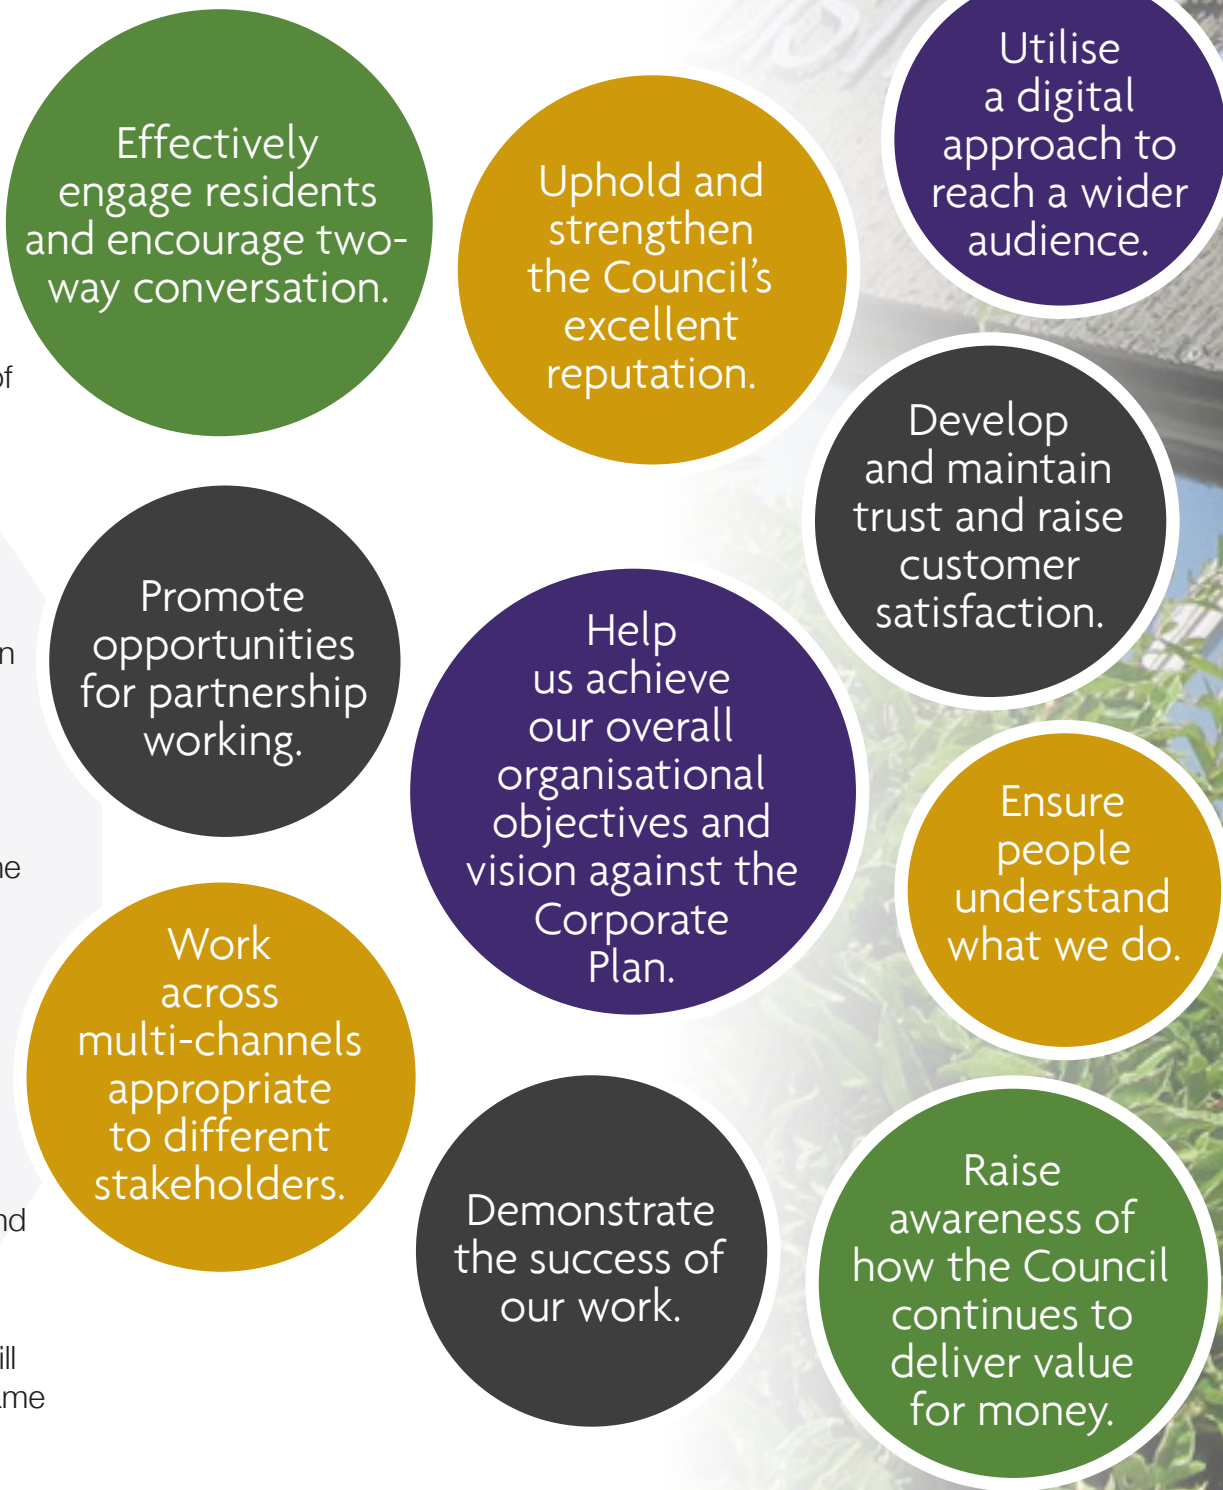 Effectively
engage residents
and encourage two-
way conversation.
Uphold and
strengthen
the Council's
excellent
reputation.
Utilise
a digital
approach to
reach a wider
audience.
Develop
and maintain
trust and raise
customer
satisfaction.
Promote
opportunities
for partnership
working.
Help
us achieve
our overall
organisational
objectives and
vision against the
Corporate
Plan.
Ensure
people
understand
what we do.
Work
across
multi-channels
appropriate
to different
stakeholders.
Demonstrate
the success of
our work.
Raise
awareness of
how the Council
continues to
deliver value
for money.
of